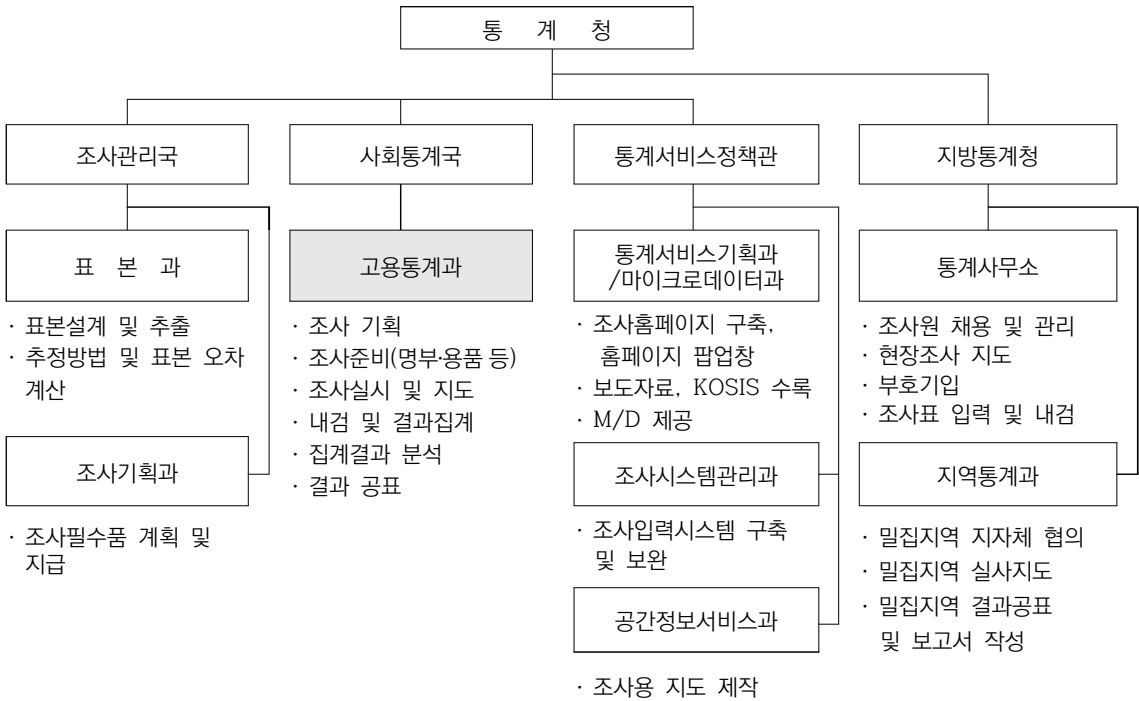 통 계 청
조사관리국
사회통계국
통계서비스정책관
지방통계청
표 본 과
· 표본설계 및 추출
· 추정방법 및 표본 오차
계산
조사기획과
· 조사필수품 계획 및
지급
고용통계과
· 조사 기획
· 조사준비(명부·용품 등)
· 조사실시 및 지도
· 내검 및 결과집계
· 집계결과 분석
· 결과 공표
통계서비스기획과
/마이크로데이터과
· 조사홈페이지 구축,
홈페이지 팝업창
· 보도자료, KOSIS 수록
· M/D 제공
조사시스템관리과
· 조사입력시스템 구축
및 보완
공간정보서비스과
· 조사용 지도 제작
통계사무소
· 조사원 채용 및 관리
· 현장조사 지도
· 부호기입
· 조사표 입력 및 내검
지역통계과
· 밀집지역 지자체 협의
· 밀집지역 실사지도
· 밀집지역 결과공표
및 보고서 작성